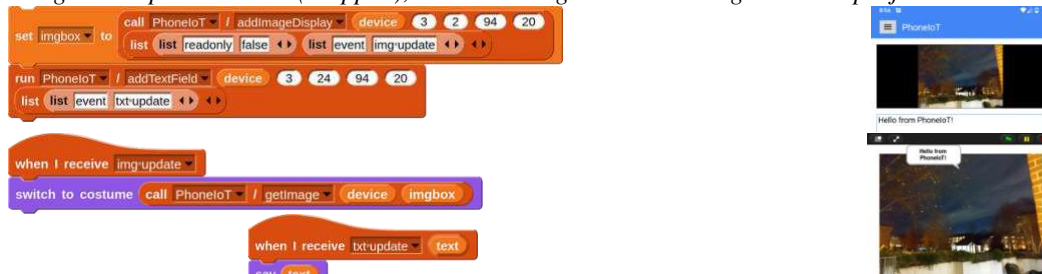 call PhoneIoT / addImageDisplay device 3 2 94 20
set imgbox to
list list readonly false list event img-update
run PhoneIoT / addTextField device 3 24 94 20
list list event txt-update
when I receive img-update
switch to costume call PhoneIoT / getImage device imgbox
when I receive txt-update text
say text
PhoneIoT
Hello from PhoneIoT!
Hello from
PhoneIoT!